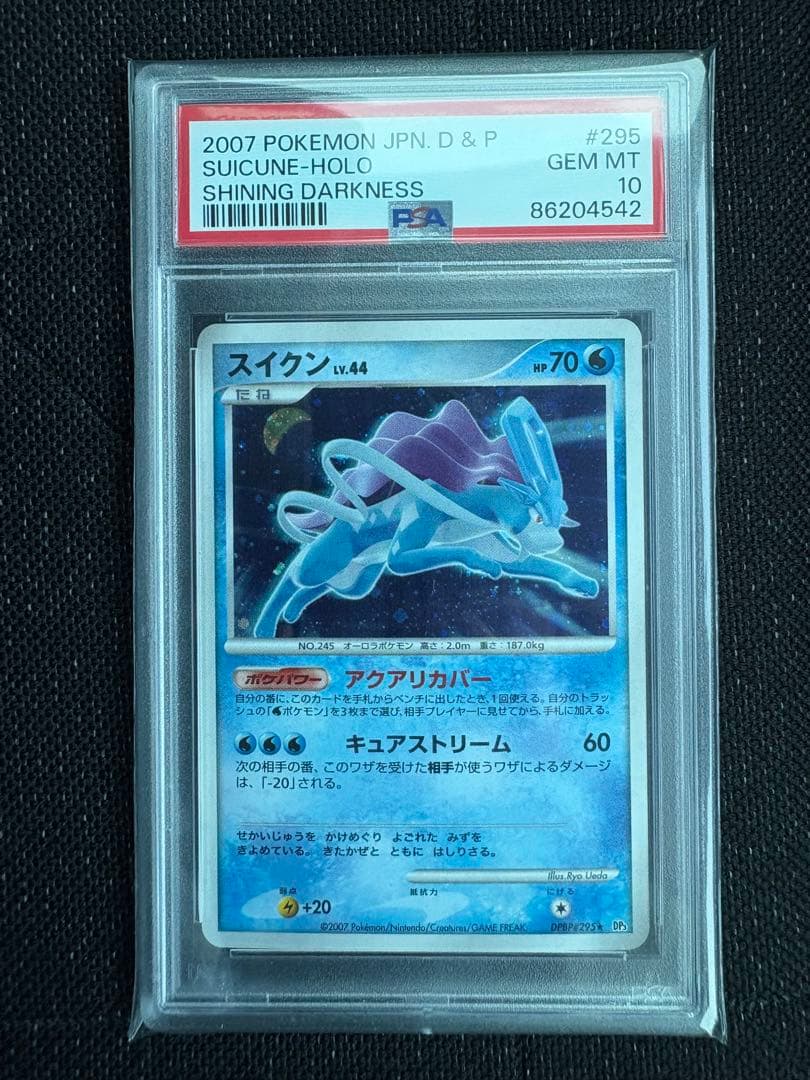 2007 POKEMON JPN. D & P #295
SUICUNE-HOLO GEM MT
SHINING DARKNESS 10
PSA 86204542
スイクン LV.44 HP 70
たね
NO.245 オーロラポケモン 高さ:2.0m 重さ:187.0kg
ポケパワー アクアリカバー
自分の番に、このカードを手札からベンチに出したとき、1回使える。自分のトラッ
シュの「ポケモン」を3枚まで選び、相手プレイヤーに見せてから、手札に加える。
キュアストリーム 60
次の相手の番、このワザを受けた相手が使うワザによるダメージ
は、「-20」される。
せかいじゅうを かけめぐり よごれた みずを
きよめている。きたかぜと ともに はしりさる。
Illus.Ryo Ueda
弱点 抵抗力 にげる
+20
©2007 Pokémon/Nintendo/Creatures/GAME FREAK. DPBP#295★ DP3